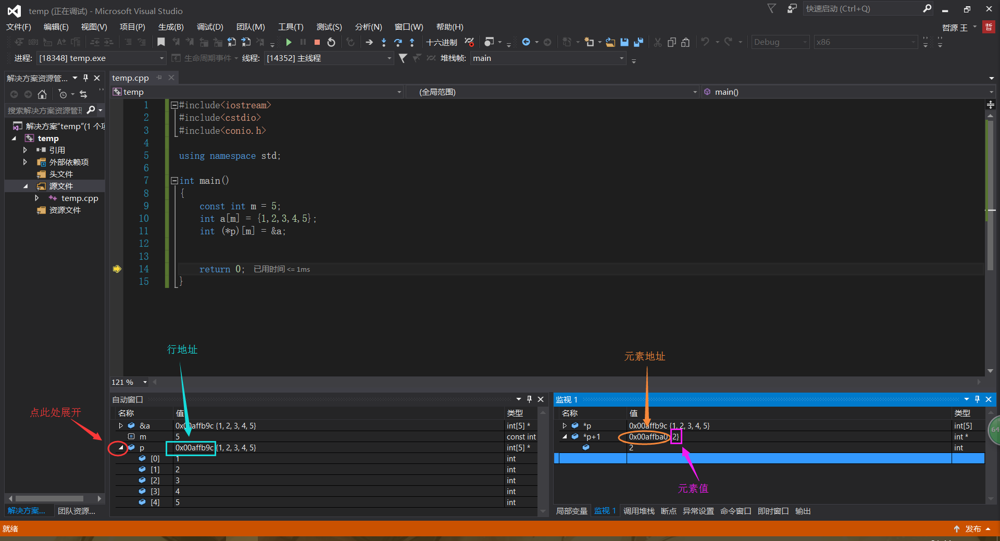 temp (正在调试) - Microsoft Visual Studio
快速启动 (Ctrl+Q)
文件(F) 编辑(E) 视图(V) 项目(P) 生成(B) 调试(D) 团队(M) 工具(T) 测试(S) 分析(N) 窗口(W) 帮助(H)
哲源 王 哲
十六进制 Debug x86
进程: [18348] temp.exe 生命周期事件 线程: [14352] 主线程 堆栈帧: main
解决方案资源管...
搜索解决方案资源管理
解决方案"temp"(1 个项
temp
引用
外部依赖项
头文件
源文件
temp.cpp
资源文件
解决方案... 团队资源...
temp.cpp
temp (全局范围) main()
1 #include<iostream>
2 #include<cstdio>
3 #include<conio.h>
4
5 using namespace std;
6
7 int main()
8 {
9 const int m = 5;
10 int a[m] = {1,2,3,4,5};
11 int (*p)[m] = &a;
12
13
14 return 0; 已用时间 <= 1ms
15 }
行地址
元素地址
121 %
点此处展开
自动窗口
名称 值 类型
&a 0x00affb9c {1, 2, 3, 4, 5} int[5] *
m 5 const int
p 0x00affb9c {1, 2, 3, 4, 5} int[5] *
[0] 1 int
[1] 2 int
[2] 3 int
[3] 4 int
[4] 5 int
监视 1
名称 值 类型
*p 0x00affb9c {1, 2, 3, 4, 5} int[5]
*p+1 0x00affba0 {2} int *
2 int
元素值
64
局部变量 监视 1 调用堆栈 断点 异常设置 命令窗口 即时窗口 输出
就绪
发布